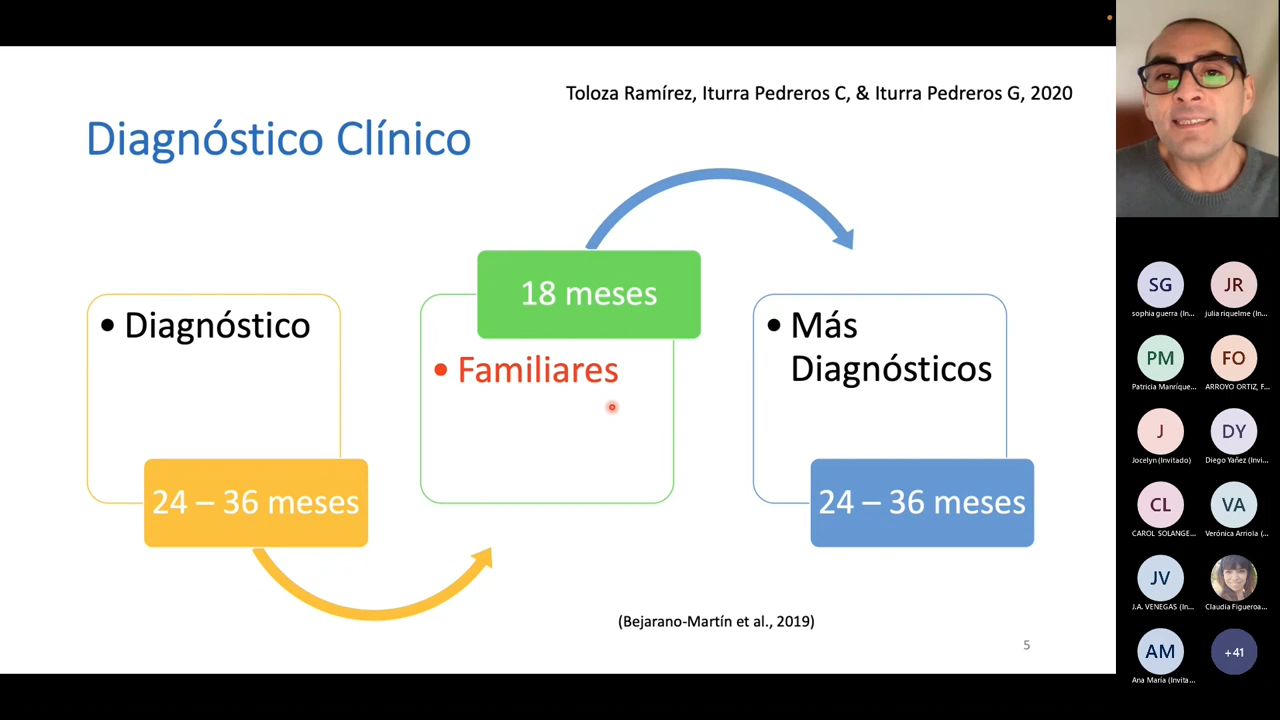 Toloza Ramírez, Iturra Pedreros C, & Iturra Pedreros G, 2020
Diagnóstico Clínico
• Diagnóstico
24 – 36 meses
18 meses
• Familiares
• Más
Diagnósticos
24 – 36 meses
(Bejarano-Martín et al., 2019)
5
SG
JR
sophia guerra (In...
julia riquelme (In...
PM
FO
Patricia Manríque...
ARROYO ORTIZ, F...
J
DY
Jocelyn (Invitado)
Diego Yañez (Invi...
CL
VA
CAROL SOLANGE...
Verónica Arriola (...
JV
J.A. VENEGAS (In...
Claudia Figueroa...
AM
+41
Ana María (Invita...